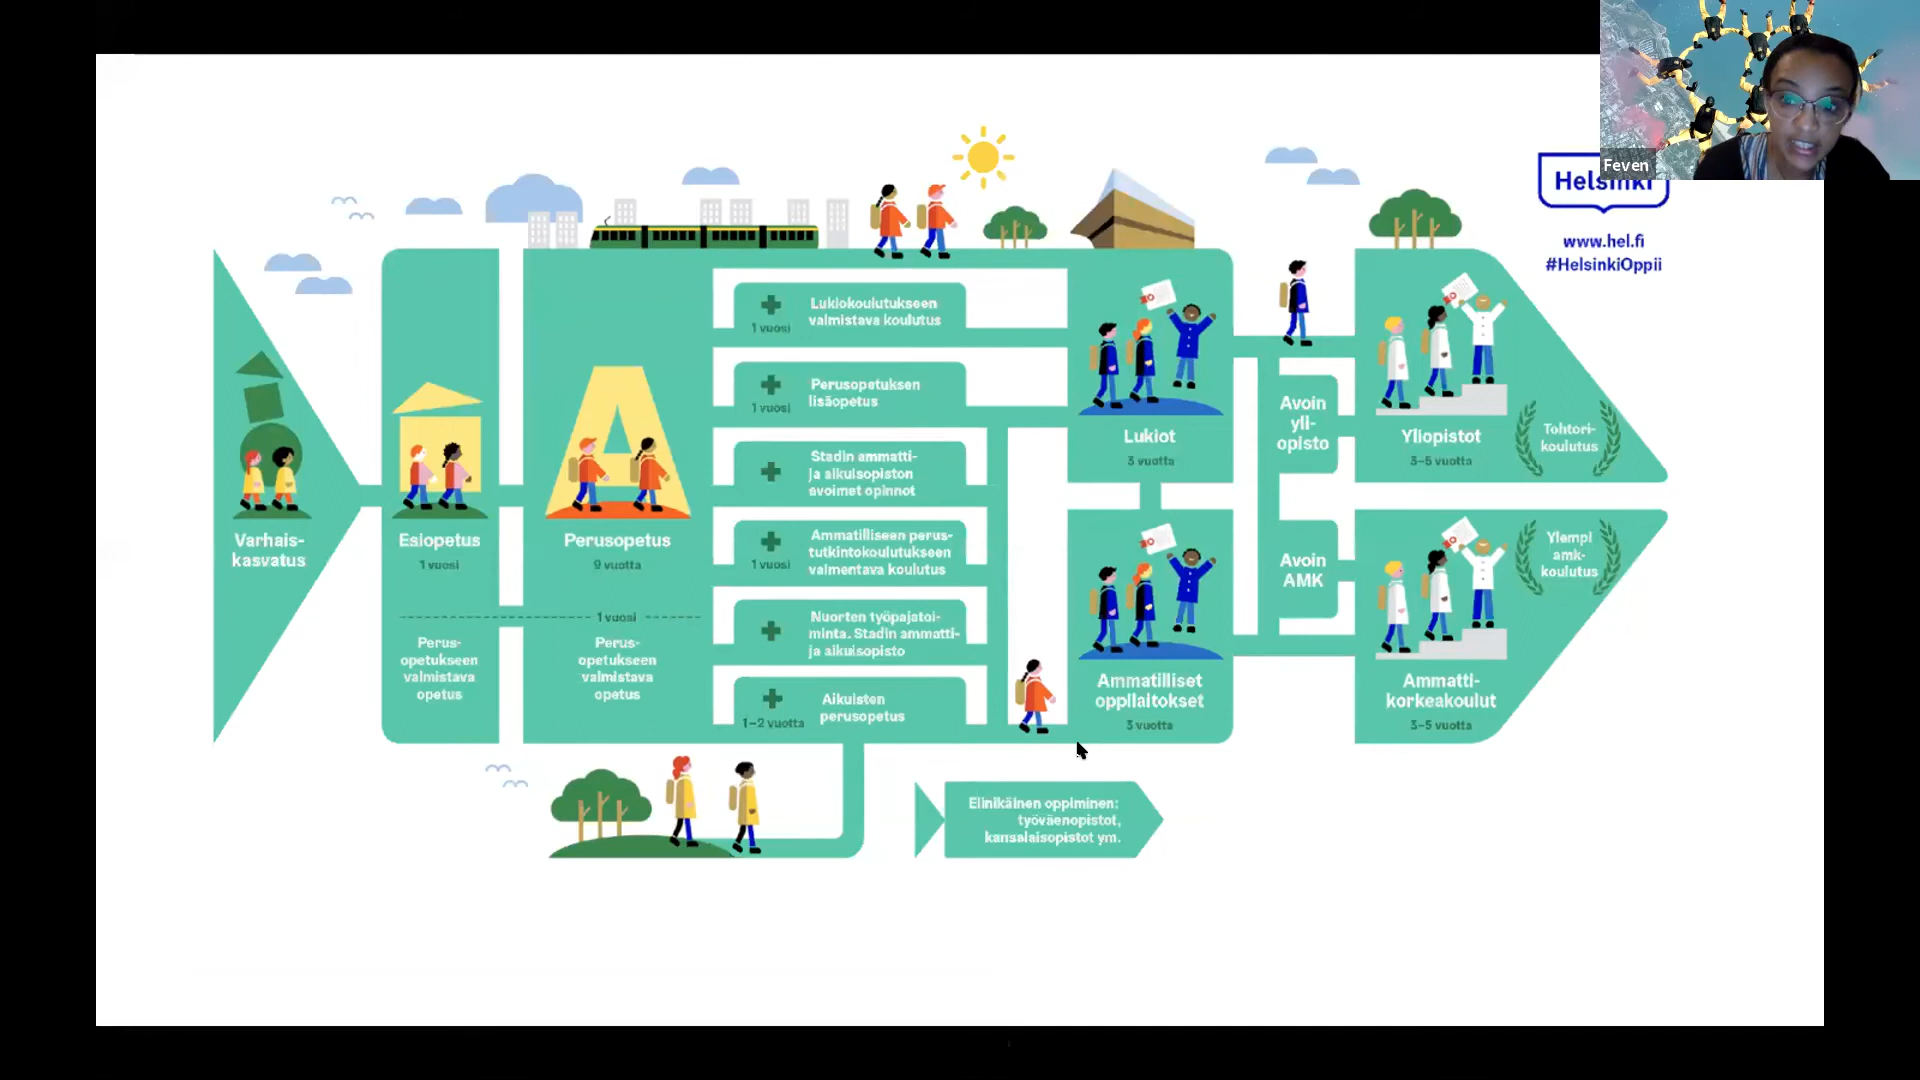 Feven
Helsinki
www.hel.fi
#HelsinkiOppii
Varhais-
kasvatus
Esiopetus
1 vuosi
Perus-
opetukseen
valmistava
opetus
Perusopetus
9 vuotta
1 vuosi
Perus-
opetukseen
valmistava
opetus
1 vuosi
Lukiokoulutukseen
valmistava koulutus
1 vuosi
Perusopetuksen
lisäopetus
Stadin ammatti-
ja aikuisopiston
avoimet opinnot
1 vuosi
Ammatilliseen perus-
tutkintokoulutukseen
valmentava koulutus
Nuorten työpajatoi-
minta. Stadin ammatti-
ja aikuisopisto
1–2 vuotta
Aikuisten
perusopetus
Lukiot
3 vuotta
Ammatilliset
oppilaitokset
3 vuotta
Avoin
yli-
opisto
Avoin
AMK
Yliopistot
3–5 vuotta
Tohtori-
koulutus
Ammatti-
korkeakoulut
3–5 vuotta
Ylempi
amk-
koulutus
Elinikäinen oppiminen:
työväenopistot,
kansalaisopistot ym.